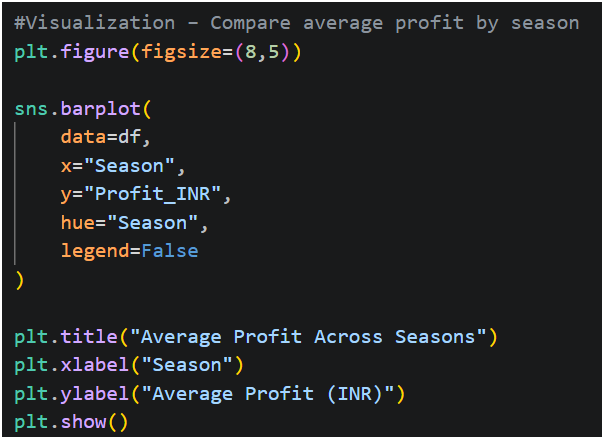 #Visualization – Compare average profit by season
plt.figure(figsize=(8,5))
sns.barplot(
    data=df,
    x="Season",
    y="Profit_INR",
    hue="Season",
    legend=False
)
plt.title("Average Profit Across Seasons")
plt.xlabel("Season")
plt.ylabel("Average Profit (INR)")
plt.show()